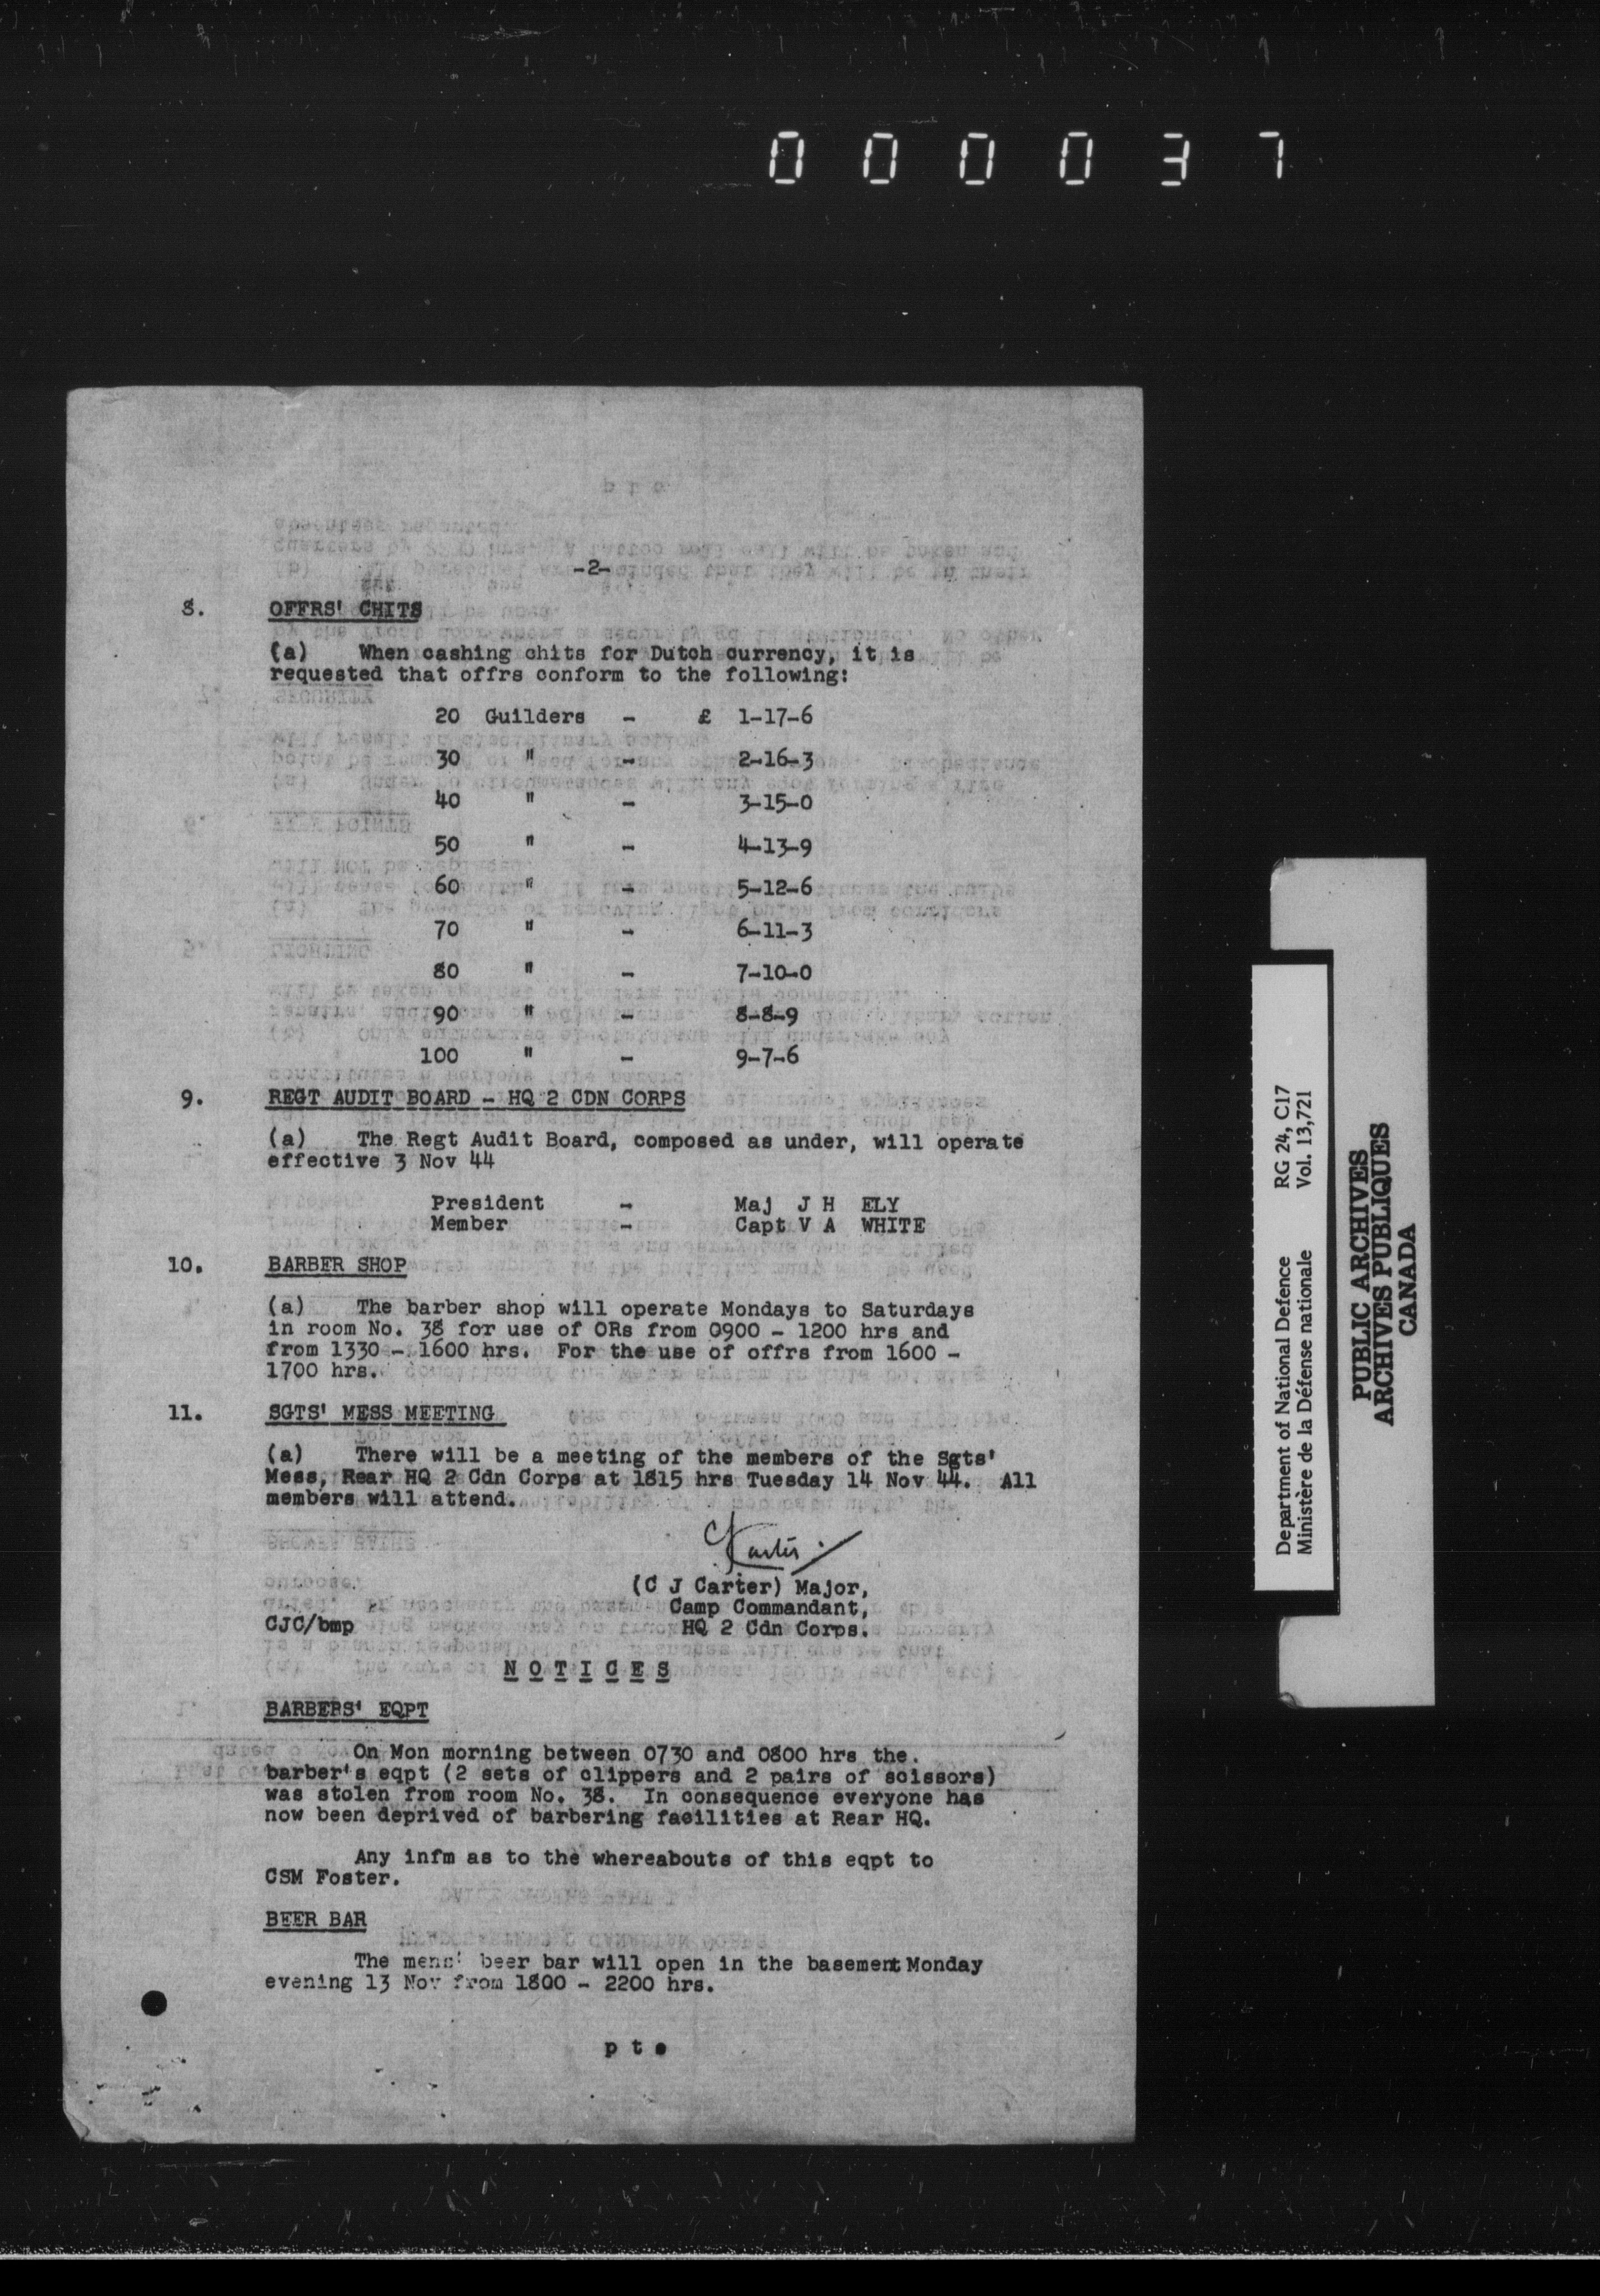 000037
-2-
8. OFFRS' CHITS
(a) When cashing chits for Dutch currency, it is
requested that offrs conform to the following:
20 Guilders - £ 1-17-6
30 " - 2-16-3
40 " - 3-15-0
50 " - 4-13-9
60 " - 5-12-6
70 " - 6-11-3
80 " - 7-10-0
90 " - 8-8-9
100 " - 9-7-6
9. REGT AUDIT BOARD - HQ 2 CDN CORPS
(a) The Regt Audit Board, composed as under, will operate
effective 3 Nov 44
President - Maj J H ELY
Member - Capt V A WHITE
10. BARBER SHOP
(a) The barber shop will operate Mondays to Saturdays
in room No. 38 for use of ORs from 0900 - 1200 hrs and
from 1330 - 1600 hrs. For the use of offrs from 1600 -
1700 hrs.
11. SGTS' MESS MEETING
(a) There will be a meeting of the members of the Sgts'
Mess, Rear HQ 2 Cdn Corps at 1815 hrs Tuesday 14 Nov 44. All
members will attend.
CJCarter
(C J Carter) Major,
Camp Commandant,
CJC/bmp HQ 2 Cdn Corps.
NOTICES
BARBERS' EQPT
On Mon morning between 0730 and 0800 hrs the.
barber's eqpt (2 sets of clippers and 2 pairs of scissors)
was stolen from room No. 38. In consequence everyone has
now been deprived of barbering facilities at Rear HQ.
Any infm as to the whereabouts of this eqpt to
CSM Foster.
BEER BAR
The mens' beer bar will open in the basement Monday
evening 13 Nov from 1800 - 2200 hrs.
p t o
Department of National Defence RG 24, C17
Ministère de la Défense nationale Vol. 13,721
PUBLIC ARCHIVES
ARCHIVES PUBLIQUES
CANADA